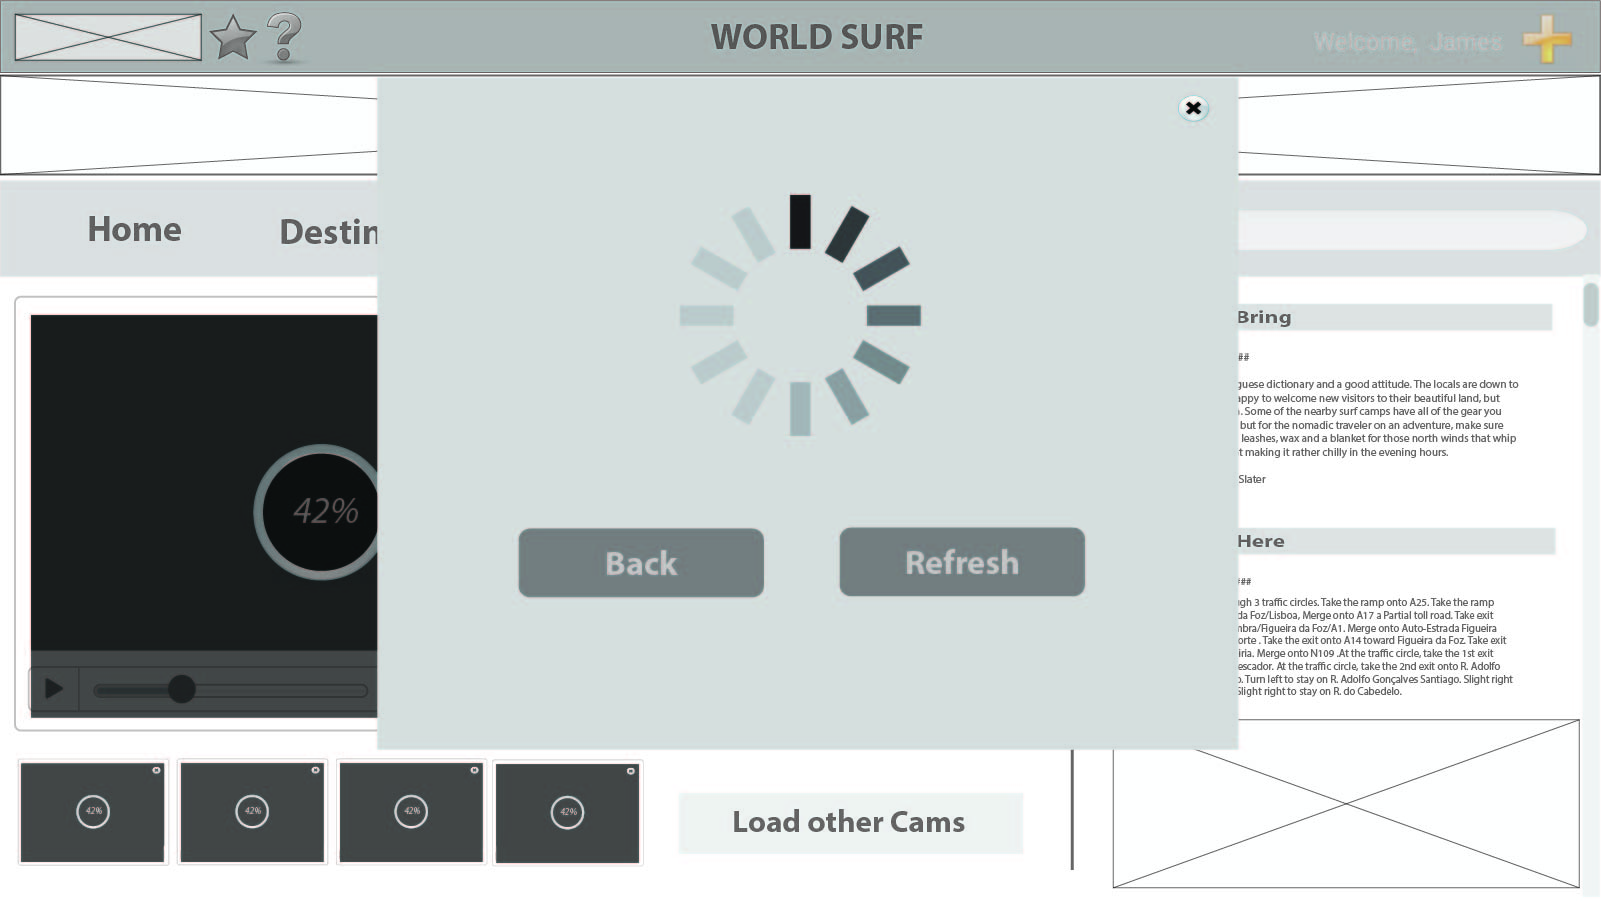 WORLD SURF
Welcome, James
Home
Destin
Bring
##
guese dictionary and a good attitude. The locals are down to
appy to welcome new visitors to their beautiful land, but
. Some of the nearby surf camps have all of the gear you
but for the nomadic traveler on an adventure, make sure
leashes, wax and a blanket for those north winds that whip
t making it rather chilly in the evening hours.
Slater
42%
Back
Refresh
Here
##
gh 3 traffic circles. Take the ramp onto A25. Take the ramp
da Foz/Lisboa, Merge onto A17 a Partial toll road. Take exit
mbra/Figueira da Foz/A1. Merge onto Auto-Estrada Figueira
orte . Take the exit onto A14 toward Figueira da Foz. Take exit
iria. Merge onto N109 .At the traffic circle, take the 1st exit
escador. At the traffic circle, take the 2nd exit onto R. Adolfo
o. Turn left to stay on R. Adolfo Gonçalves Santiago. Slight right
Slight right to stay on R. do Cabedelo.
42%
42%
42%
42%
Load other Cams